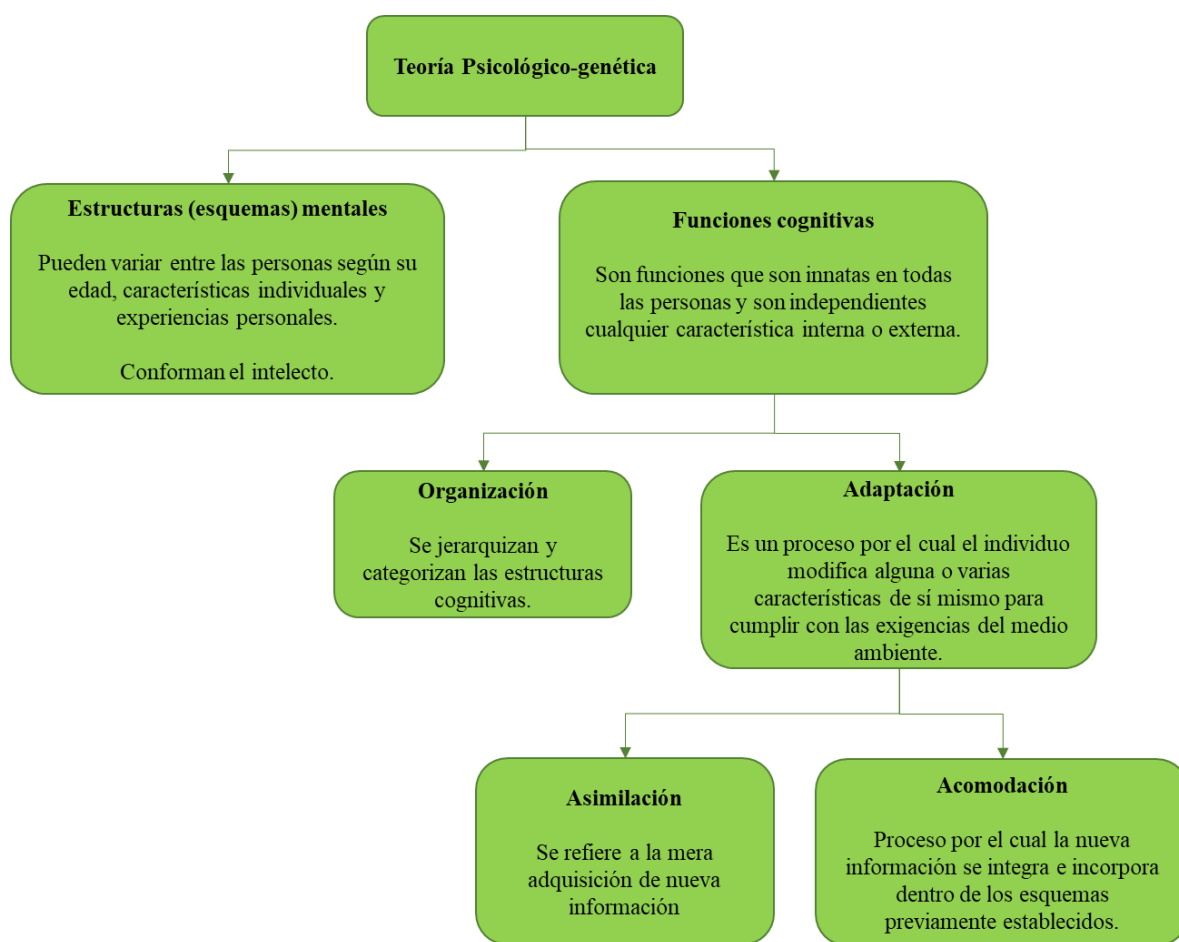 Teoría Psicológico-genética
Estructuras (esquemas) mentales
Pueden variar entre las personas según su
edad, características individuales y
experiencias personales.
Conforman el intelecto.
Funciones cognitivas
Son funciones que son innatas en todas
las personas y son independientes
cualquier característica interna o externa.
Organización
Se jerarquizan y
categorizan las estructuras
cognitivas.
Adaptación
Es un proceso por el cual el individuo
modifica alguna o varias
características de sí mismo para
cumplir con las exigencias del medio
ambiente.
Asimilación
Se refiere a la mera
adquisición de nueva
información
Acomodación
Proceso por el cual la nueva
información se integra e incorpora
dentro de los esquemas
previamente establecidos.